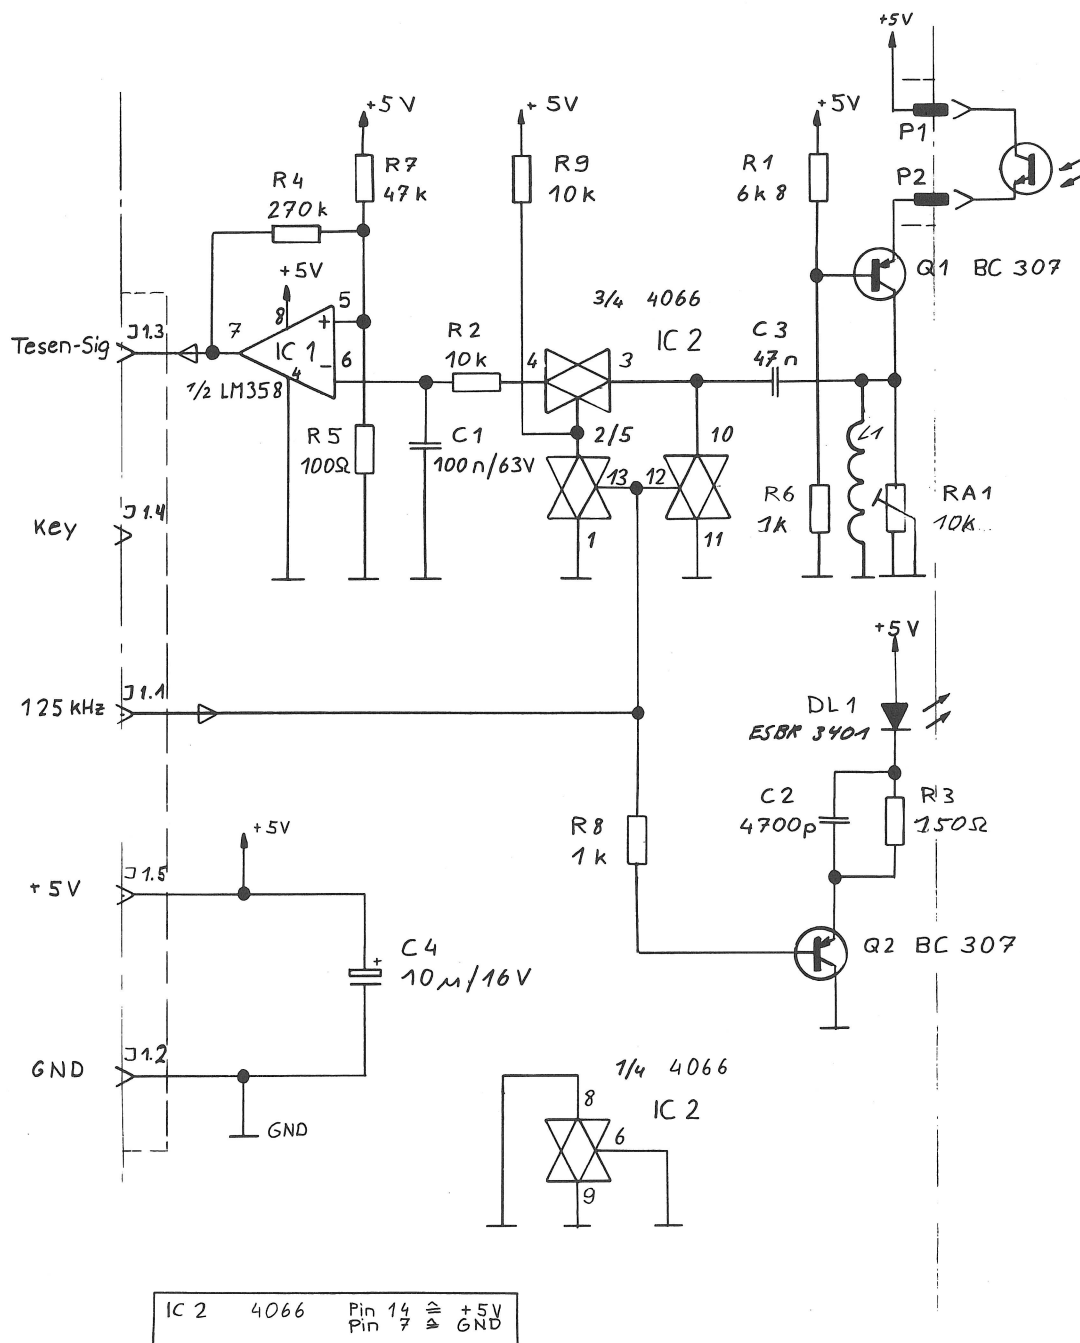 +5V
P1
P2
+5V
R7
47k
R4
270k
+5V
R9
10k
+5V
R1
6k8
Q1 BC 307
+5V
8
5
7
+
IC 1
6
-
4
1/2 LM358
J1.3
Tesen-Sig
R2
10k
3/4 4066
IC 2
4
3
C3
47n
2/5
10
L1
R5
100Ω
C1
100n/63V
13
12
1
11
R6
1k
RA1
10k
J1.4
Key
J1.1
125 kHz
+5V
DL1
ESBR 3401
C2
4700p
R3
150Ω
R8
1k
+5V
J1.5
+5V
C4
+
10µ/16V
Q2 BC 307
J1.2
GND
GND
1/4 4066
IC 2
8
6
9
IC 2 4066 Pin 14 ≙ +5V
Pin 7 ≙ GND